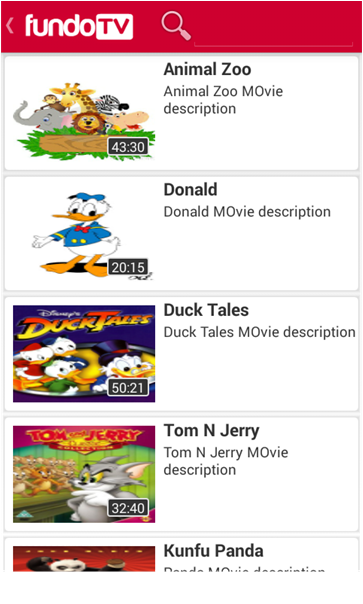 fundoTV
Animal Zoo
Animal Zoo MOvie
description
43:30
Donald
Donald MOvie description
20:15
Duck Tales
Duck Tales MOvie description
DISNEY'S
DUCKTALES
50:21
Tom N Jerry
Tom N Jerry MOvie
description
TOM AND JERRY
COLLECTION
32:40
Kunfu Panda
Panda MOvie description